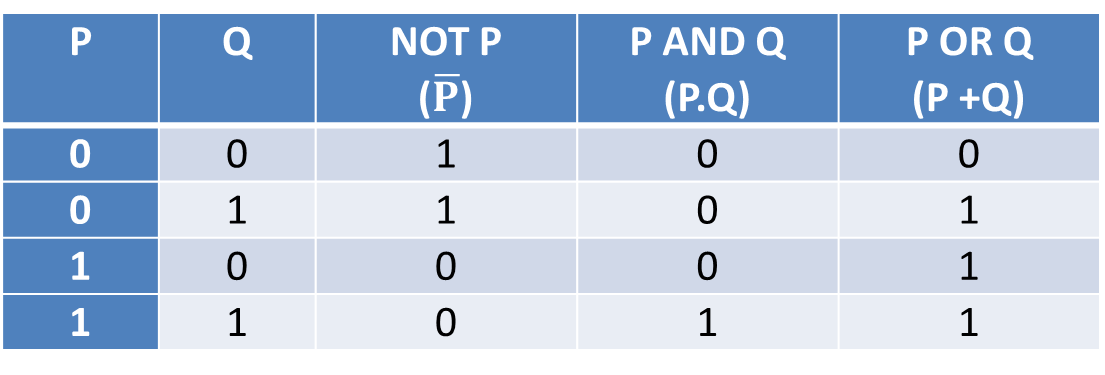 P Q NOT P P AND Q P OR Q
(P̅) (P.Q) (P +Q)
0 0 1 0 0
0 1 1 0 1
1 0 0 0 1
1 1 0 1 1